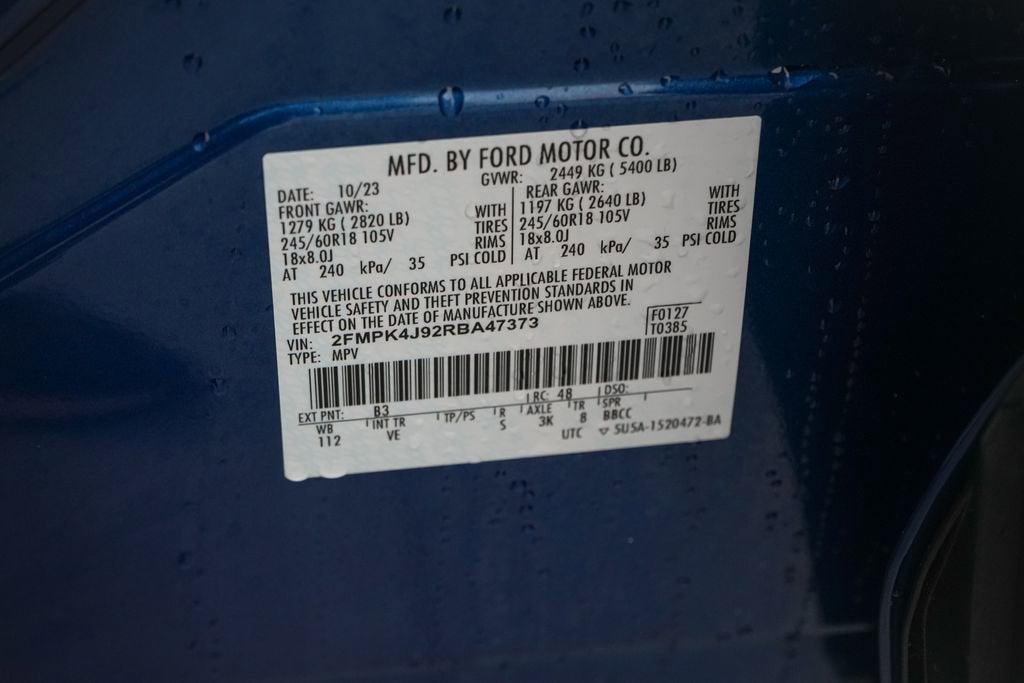 MFD. BY FORD MOTOR CO.
DATE: 10/23 GVWR: 2449 KG ( 5400 LB)
FRONT GAWR: REAR GAWR:
1279 KG ( 2820 LB) WITH 1197 KG ( 2640 LB) WITH
245/60R18 105V TIRES 245/60R18 105V TIRES
18x8.0J RIMS 18x8.0J RIMS
AT 240 kPa/ 35 PSI COLD AT 240 kPa/ 35 PSI COLD
THIS VEHICLE CONFORMS TO ALL APPLICABLE FEDERAL MOTOR
VEHICLE SAFETY AND THEFT PREVENTION STANDARDS IN
EFFECT ON THE DATE OF MANUFACTURE SHOWN ABOVE.
VIN: 2FMPK4J92RBA47373 F0127
TYPE: MPV T0385
EXT PNT: B3 RC: 48 DSO:
WB INT TR TP/PS R AXLE TR SPR
112 VE S 3K 8 BBCC
UTC 5U5A-1520472-BA